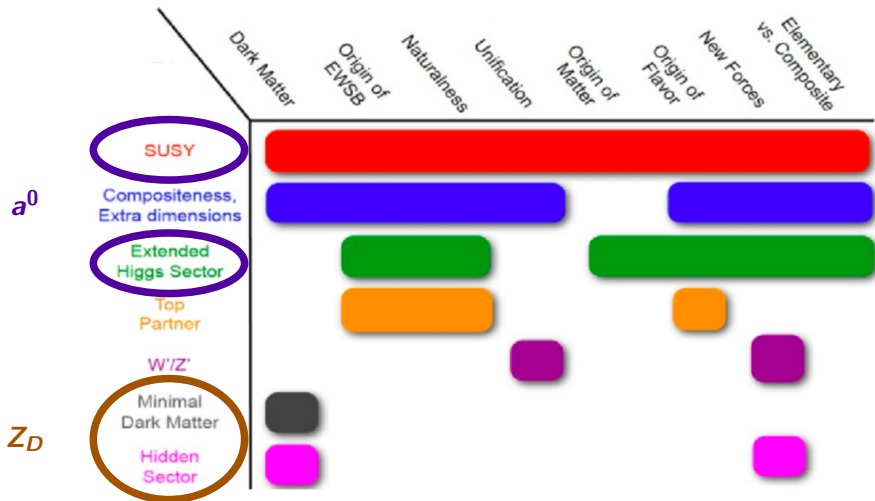 Dark Matter
Origin of
EWSB
Naturalness
Unification
Origin of
Matter
Origin of
Flavor
New Forces
Elementary
vs. Composite
SUSY
a⁰
Compositeness,
Extra dimensions
Extended
Higgs Sector
Top
Partner
W'/Z'
Z_D
Minimal
Dark Matter
Hidden
Sector